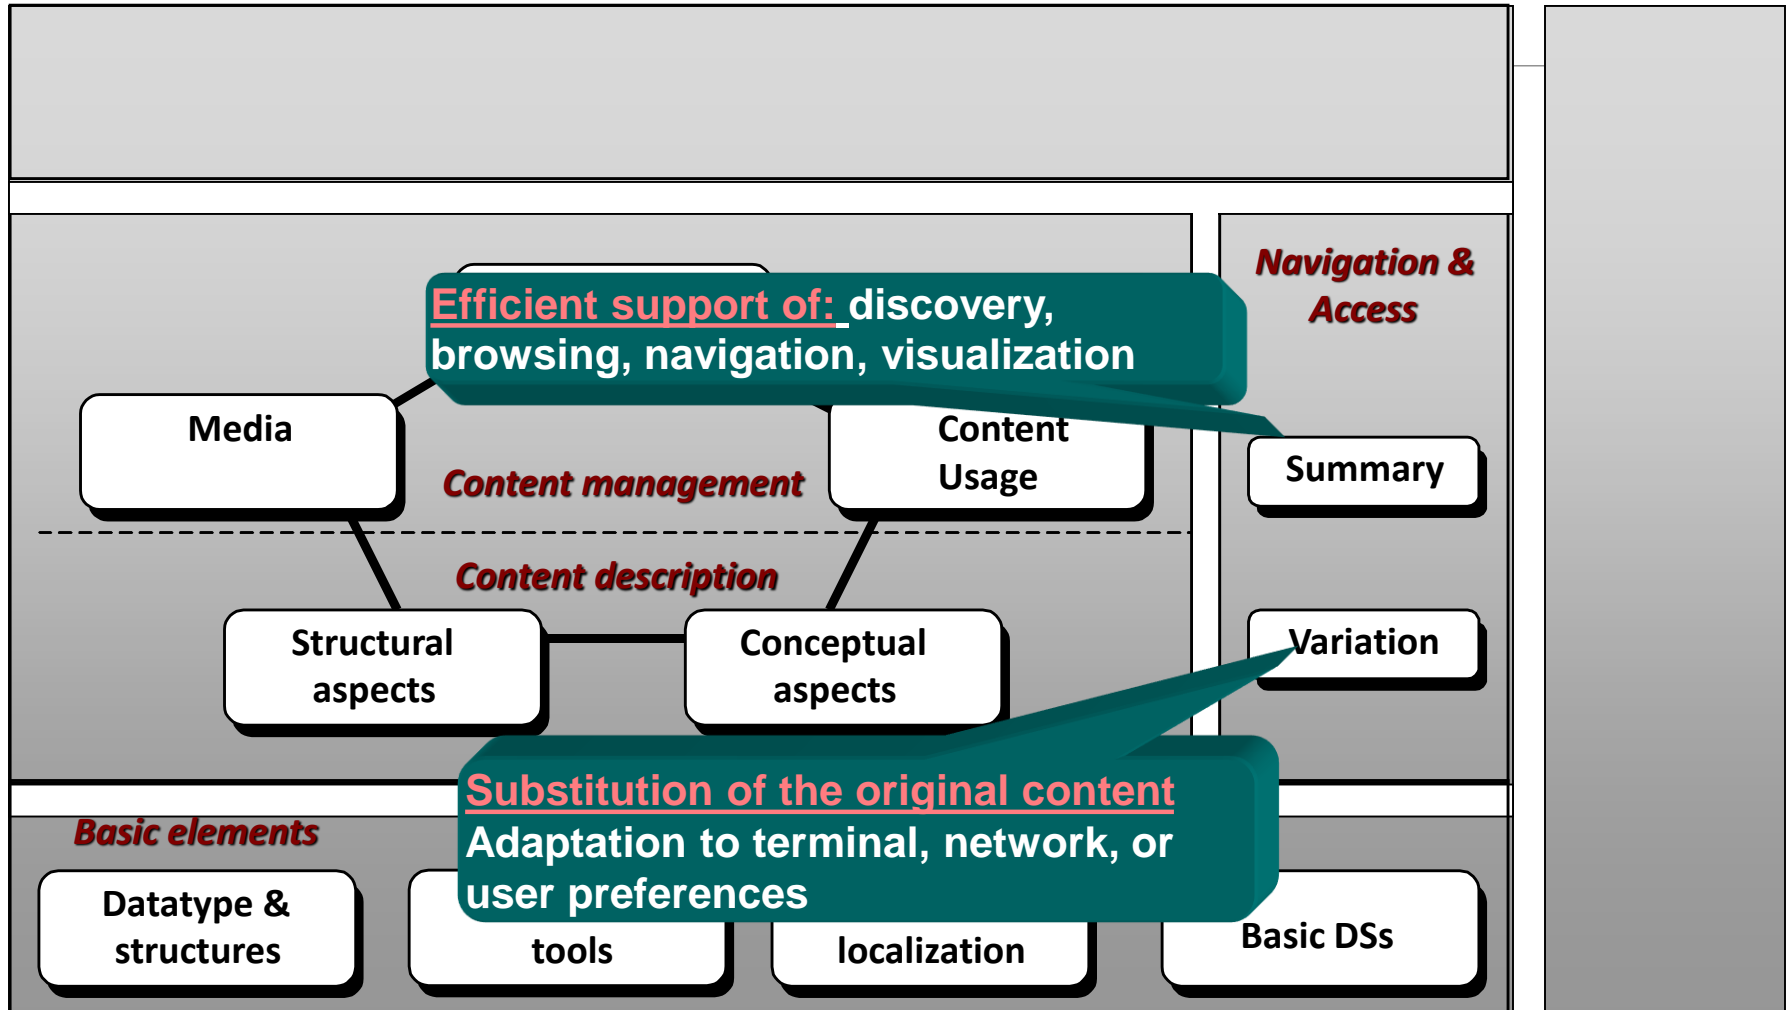 Navigation &
Access
Efficient support of: discovery,
browsing, navigation, visualization
Media
Content
Usage
Content management
Summary
Content description
Structural
aspects
Conceptual
aspects
Variation
Substitution of the original content
Adaptation to terminal, network, or
user preferences
Basic elements
Datatype &
structures
tools
localization
Basic DSs